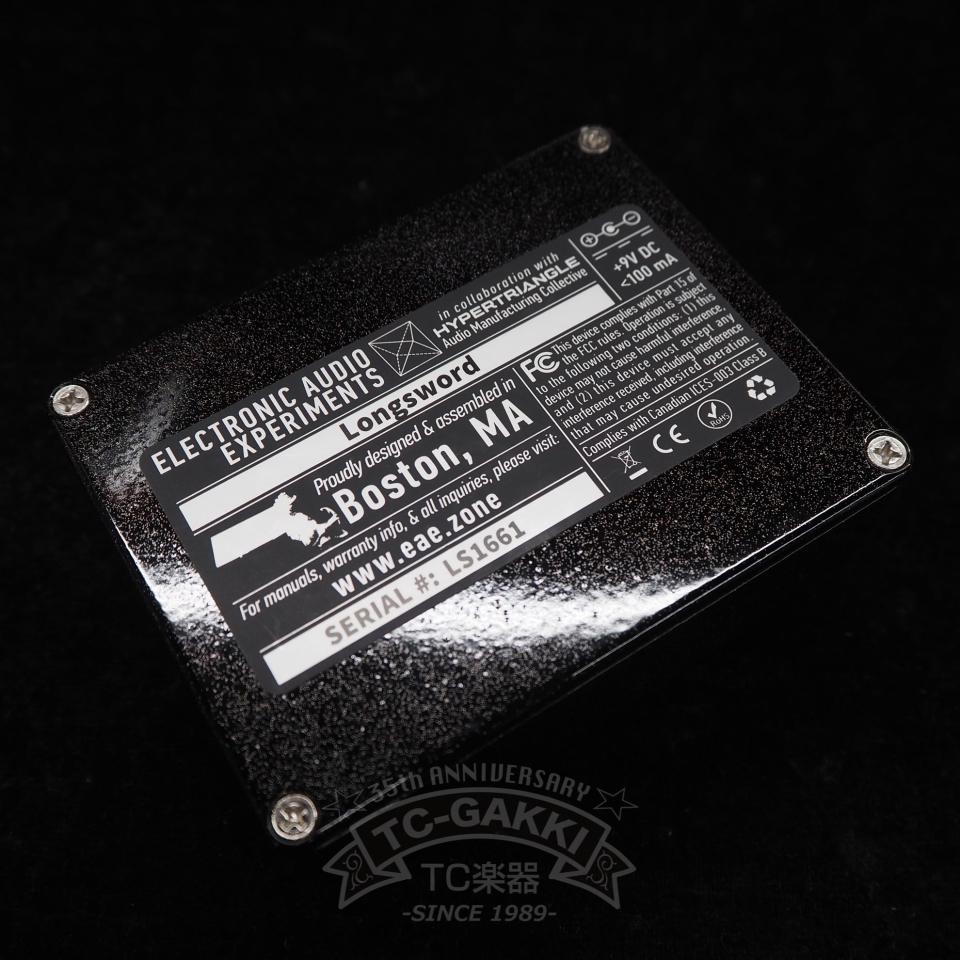 ELECTRONIC AUDIO
EXPERIMENTS
in collaboration with
HYPERTRIANGLE
Audio Manufacturing Collective
Longsword
Proudly designed & assembled in
Boston, MA
For manuals, warranty info, & all inquiries, please visit:
www.eae.zone
SERIAL #: LS1661
+9V DC
<100 mA
FC This device complies with Part 15 of
the FCC rules. Operation is subject
to the following two conditions: (1) this
device may not cause harmful interference,
and (2) this device must accept any
interference received, including interference
that may cause undesired operation.
Complies with Canadian ICES-003 Class B
CE
RoHS
35th ANNIVERSARY
TC-GAKKI
TC楽器
-SINCE 1989-